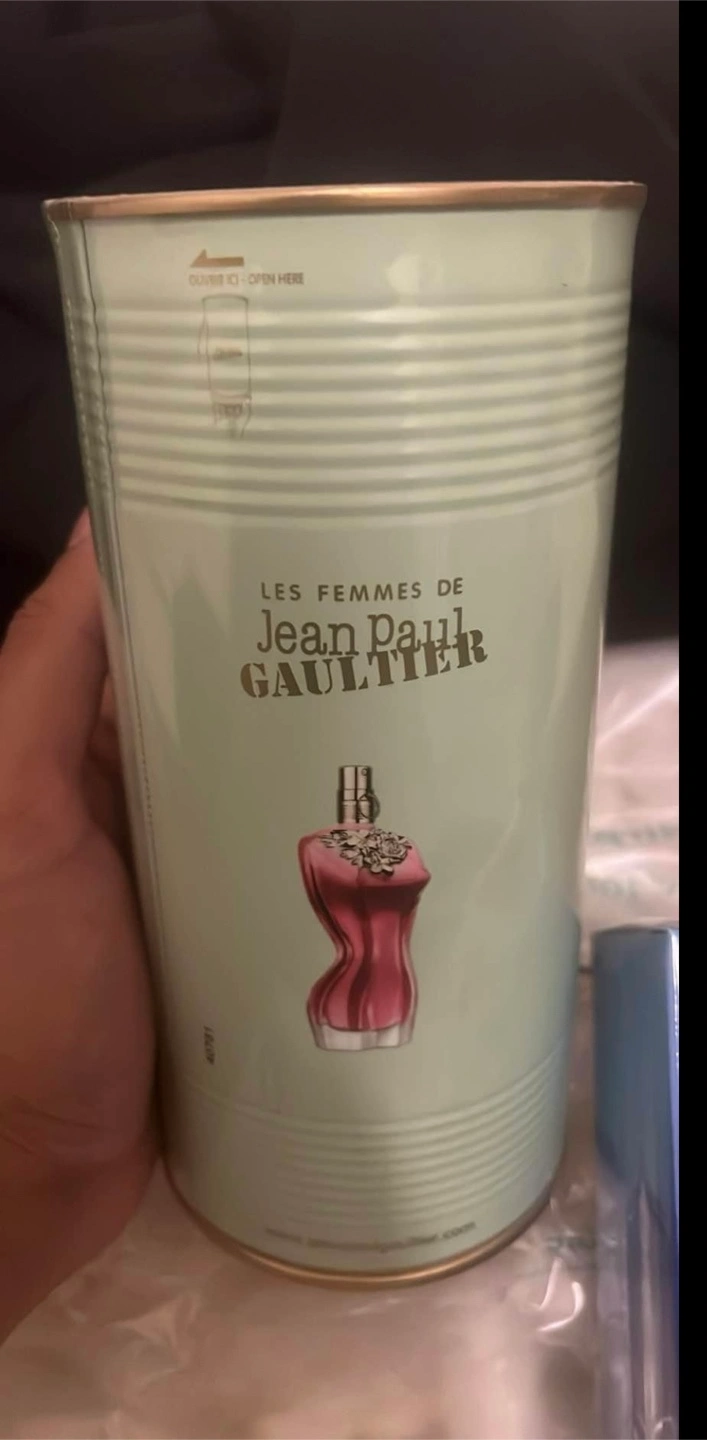 OUVRIR ICI - OPEN HERE
LES FEMMES DE
Jean Paul
GAULTIER